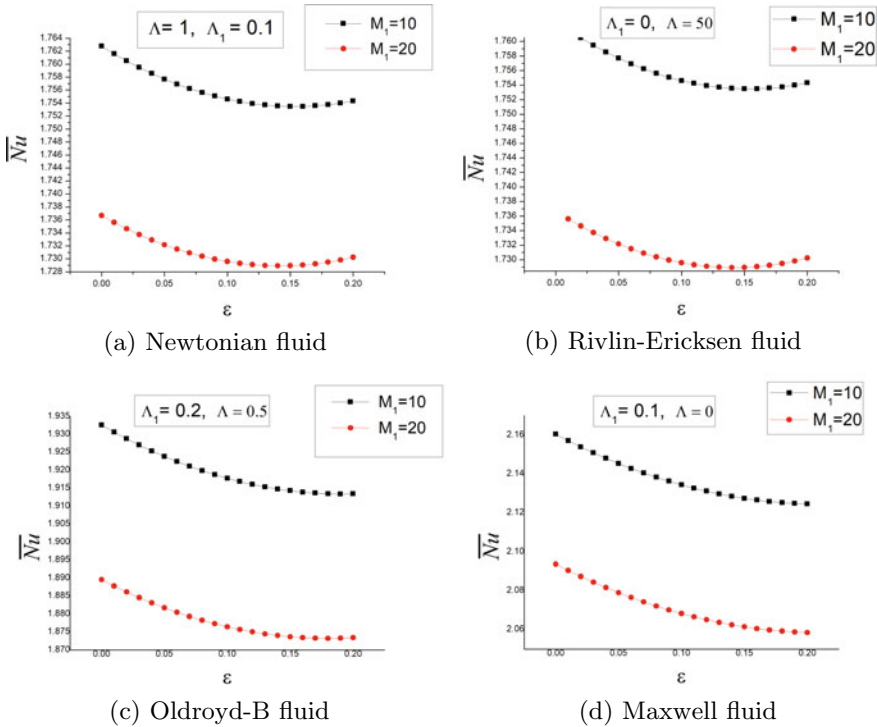 Λ= 1, Λ₁ = 0.1
M₁=10
M₁=20
1.764
1.762
1.760
1.758
1.756
1.754
1.752
1.750
1.748
1.746
1.744
1.742
1.740
1.738
1.736
1.734
1.732
1.730
1.728
N̅u̅
0.00 0.05 0.10 0.15 0.20
ε
(a) Newtonian fluid
Λ₁= 0, Λ = 50
M₁=10
M₁=20
1.760
1.758
1.756
1.754
1.752
1.750
1.748
1.746
1.744
1.742
1.740
1.738
1.736
1.734
1.732
1.730
N̅u̅
0.00 0.05 0.10 0.15 0.20
ε
(b) Rivlin-Ericksen fluid
Λ₁= 0.2, Λ = 0.5
M₁=10
M₁=20
1.935
1.930
1.925
1.920
1.915
1.910
1.905
1.900
1.895
1.890
1.885
1.880
1.875
1.870
N̅u̅
0.00 0.05 0.10 0.15 0.20
ε
(c) Oldroyd-B fluid
Λ₁= 0.1, Λ = 0
M₁=10
M₁=20
2.16
2.14
2.12
2.10
2.08
2.06
N̅u̅
0.00 0.05 0.10 0.15 0.20
ε
(d) Maxwell fluid